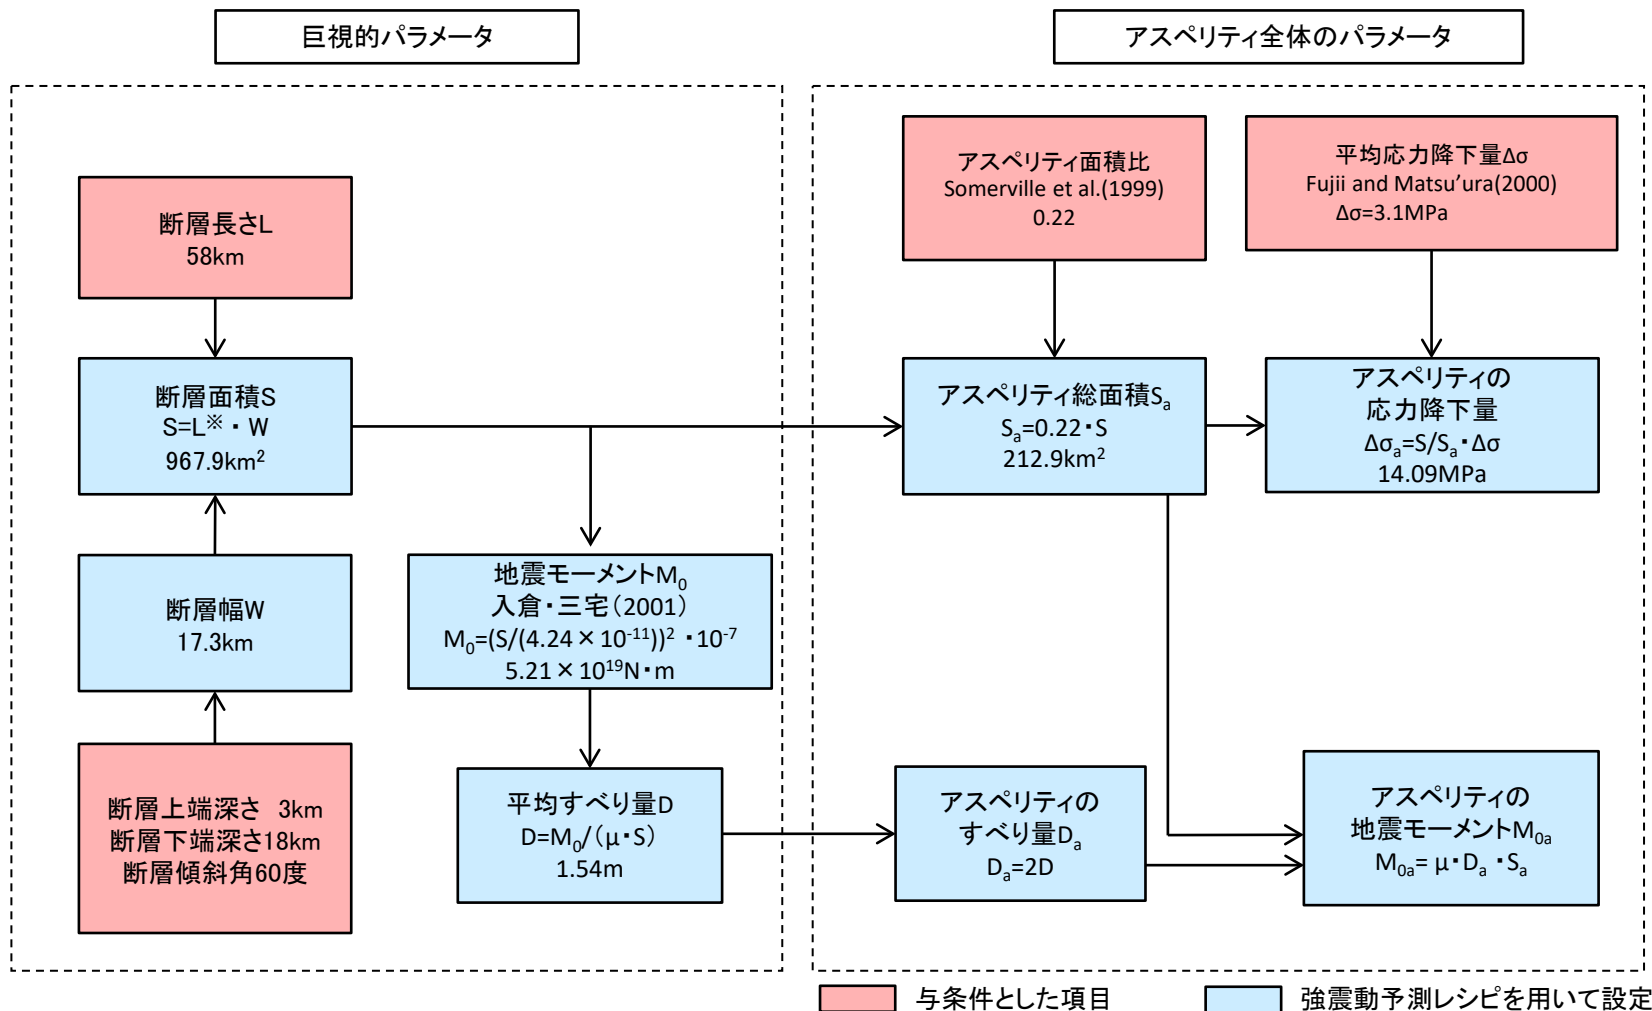 巨視的パラメータ
アスペリティ全体のパラメータ
断層長さL
58km
断層面積S
S=L※・W
967.9km²
断層幅W
17.3km
断層上端深さ 3km
断層下端深さ18km
断層傾斜角60度
地震モーメントM₀
入倉・三宅(2001)
M₀=(S/(4.24×10⁻¹¹))²・10⁻⁷
5.21×10¹⁹N・m
平均すべり量D
D=M₀/(μ・S)
1.54m
アスペリティ面積比
Somerville et al.(1999)
0.22
平均応力降下量Δσ
Fujii and Matsu’ura(2000)
Δσ=3.1MPa
アスペリティ総面積Sₐ
Sₐ=0.22・S
212.9km²
アスペリティの
応力降下量
Δσₐ=S/Sₐ・Δσ
14.09MPa
アスペリティの
すべり量Dₐ
Dₐ=2D
アスペリティの
地震モーメントM₀ₐ
M₀ₐ= μ・Dₐ・Sₐ
与条件とした項目
強震動予測レシピを用いて設定